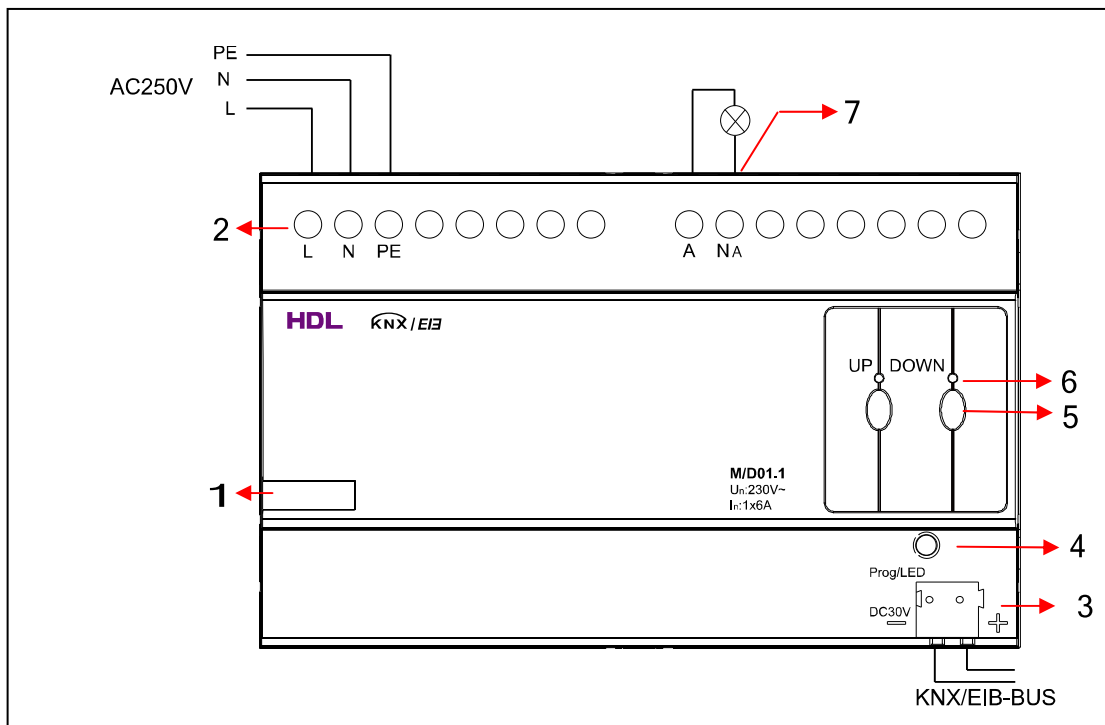 PE
AC250V
N
L
7
2
L N PE
A NA
HDL KNX / EIB
UP DOWN
6
5
M/D01.1
Un:230V~
In:1x6A
1
4
Prog/LED
3
DC30V
− +
KNX/EIB-BUS